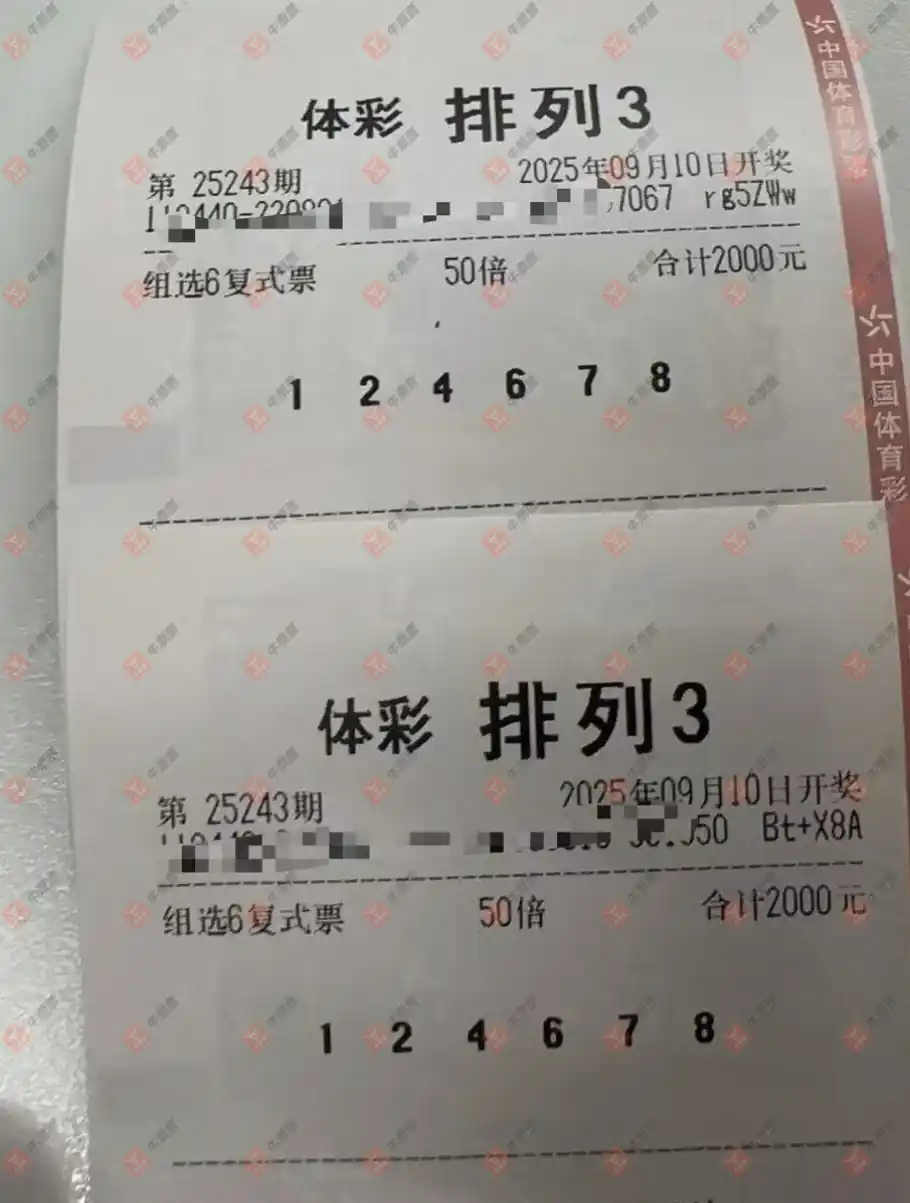 体彩 排列3
第 25243期 2025年09月10日开奖
7067 rg5ZWw
组选6复式票 50倍 合计2000元
1 2 4 6 7 8
中国体育彩
中国体育彩
体彩 排列3
第 25243期 2025年09月10日开奖
50 Bt+X8A
组选6复式票 50倍 合计2000元
1 2 4 6 7 8